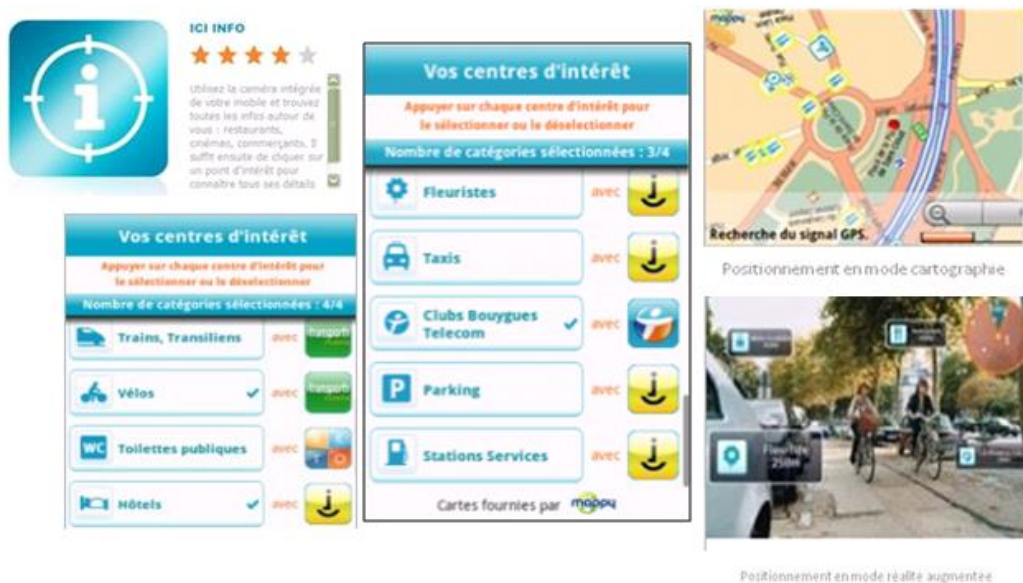 ICI INFO
Utilisez la caméra intégrée
de votre mobile et trouvez
toutes les infos autour de
vous : restaurants,
cinémas, commerçants. Il
suffit ensuite de cliquer sur
un point d'intérêt pour
connaître tous ses détails
Vos centres d'intérêt
Appuyer sur chaque centre d'intérêt pour
le sélectionner ou le déselectionner
Nombre de catégories sélectionnées : 4/4
Trains, Transiliens
avec
transports
Vélos
avec
transports
WC
Toilettes publiques
avec
Hôtels
avec
Vos centres d'intérêt
Appuyer sur chaque centre d'intérêt pour
le sélectionner ou le déselectionner
Nombre de catégories sélectionnées : 3/4
Fleuristes
avec
Taxis
avec
Clubs Bouygues
Telecom
avec
P
Parking
avec
Stations Services
avec
Cartes fournies par mappy
mappy
Recherche du signal GPS.
Positionnement en mode cartographie
Fleuriste
250m
Positionnement en mode réalité augmentée